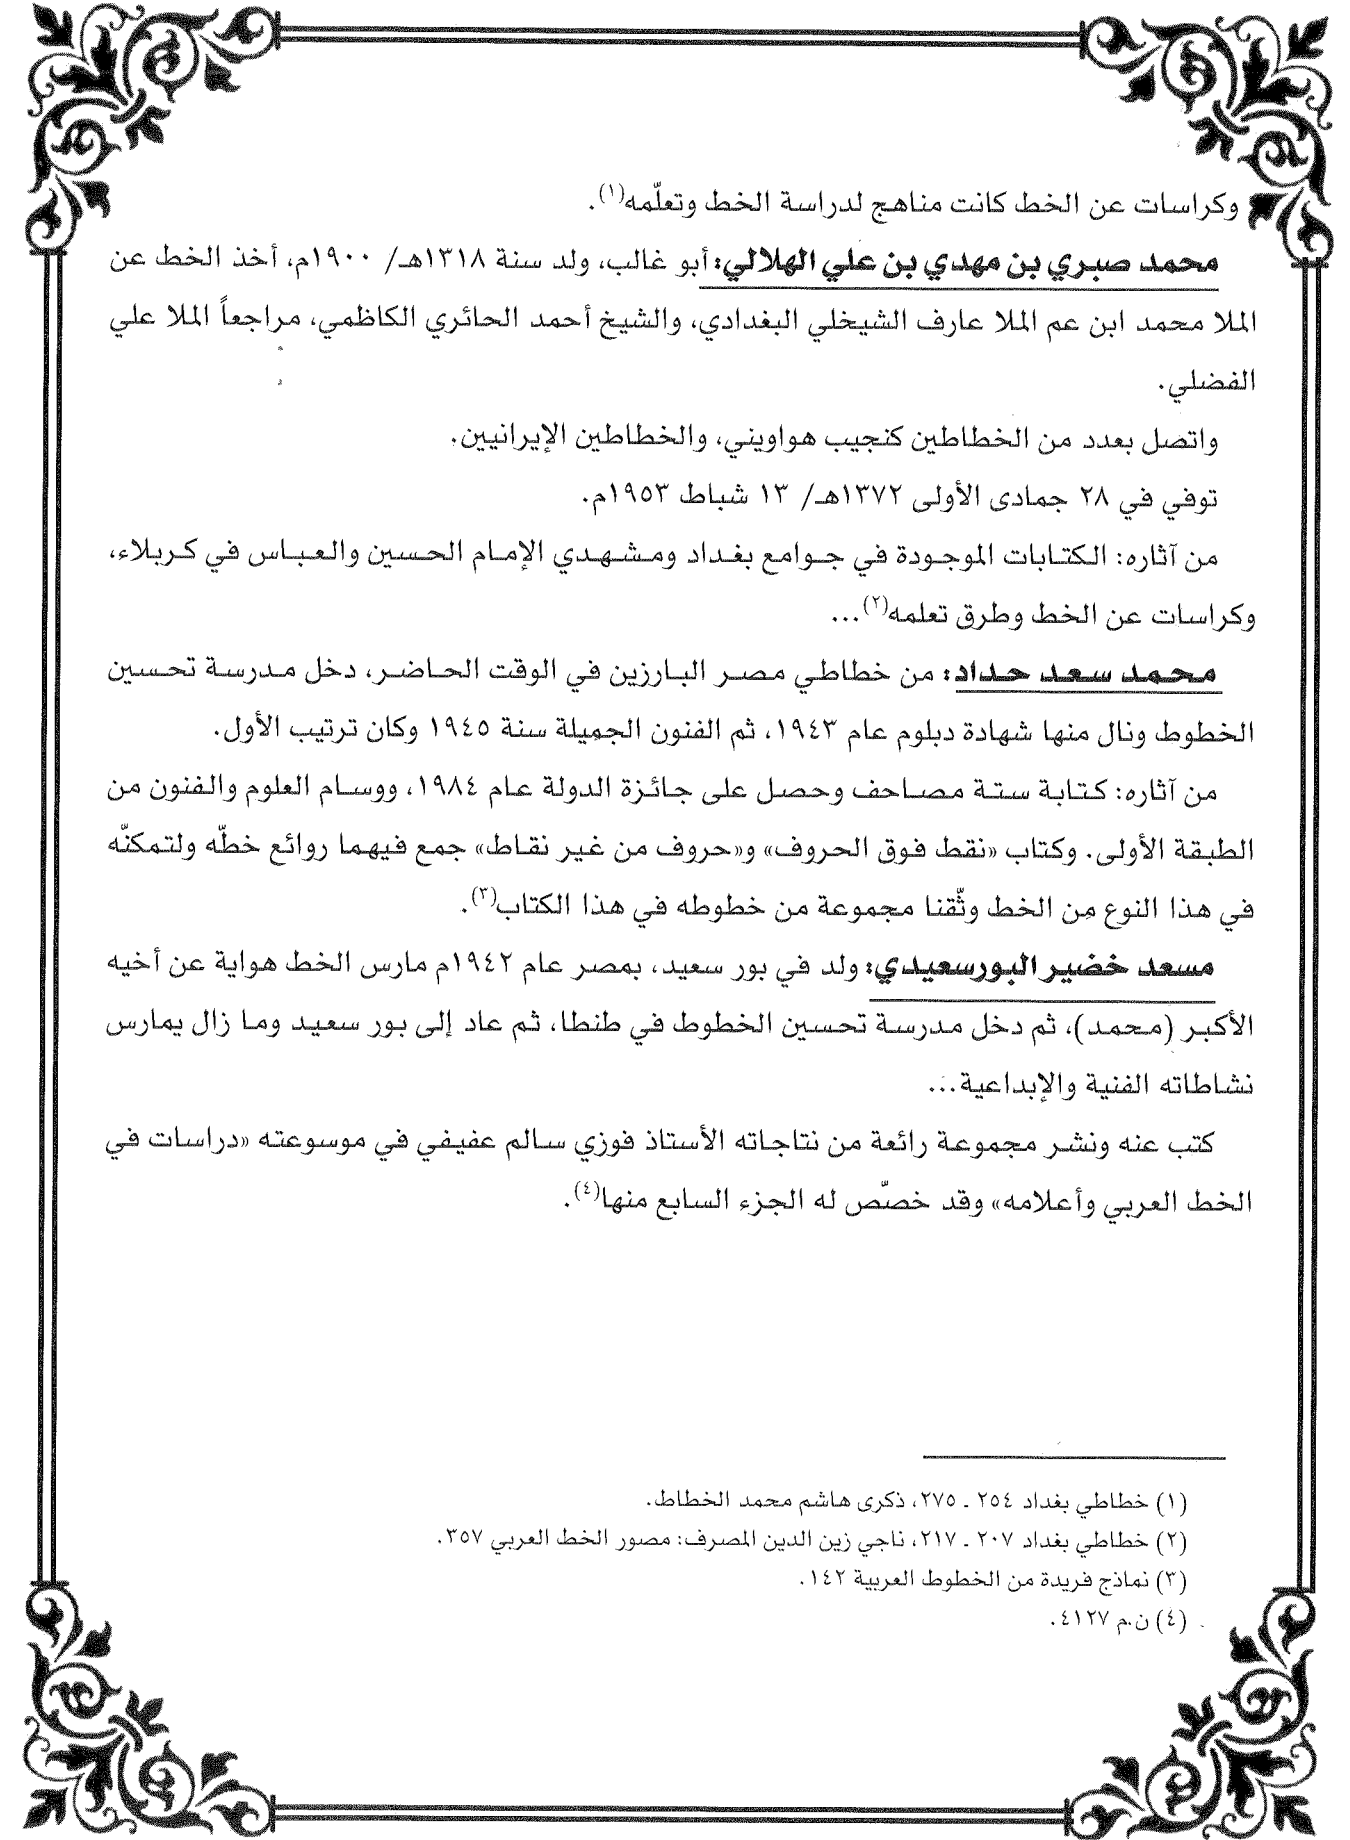 وكراسات عن الخط كانت مناهج لدراسة الخط وتعلّمه(١).
محمد صبري بن مهدي بن علي الهلالي: أبو غالب، ولد سنة ١٣١٨هـ/ ١٩٠٠م، أخذ الخط عن
الملا محمد ابن عم الملا عارف الشيخلي البغدادي، والشيخ أحمد الحائري الكاظمي، مراجعاً الملا علي
الفضلي.
واتصل بعدد من الخطاطين كنجيب هواويني، والخطاطين الإيرانيين.
توفي في ٢٨ جمادى الأولى ١٣٧٢هـ/ ١٣ شباط ١٩٥٣م.
من آثاره: الكتابات الموجودة في جوامع بغداد ومشهدي الإمام الحسين والعباس في كربلاء،
وكراسات عن الخط وطرق تعلمه(٢)...
محمد سعد حداد: من خطاطي مصر البارزين في الوقت الحاضر، دخل مدرسة تحسين
الخطوط ونال منها شهادة دبلوم عام ١٩٤٣، ثم الفنون الجميلة سنة ١٩٤٥ وكان ترتيب الأول.
من آثاره: كتابة ستة مصاحف وحصل على جائزة الدولة عام ١٩٨٤، ووسام العلوم والفنون من
الطبقة الأولى. وكتاب «نقط فوق الحروف» و«حروف من غير نقاط» جمع فيهما روائع خطّه ولتمكنّه
في هذا النوع من الخط وثّقنا مجموعة من خطوطه في هذا الكتاب(٣).
مسعد خضير البورسعيدي: ولد في بور سعيد، بمصر عام ١٩٤٢م مارس الخط هواية عن أخيه
الأكبر (محمد)، ثم دخل مدرسة تحسين الخطوط في طنطا، ثم عاد إلى بور سعيد وما زال يمارس
نشاطاته الفنية والإبداعية...
كتب عنه ونشر مجموعة رائعة من نتاجاته الأستاذ فوزي سالم عفيفي في موسوعته «دراسات في
الخط العربي وأعلامه» وقد خصّص له الجزء السابع منها(٤).
(١) خطاطي بغداد ٢٥٤ ـ ٢٧٥، ذكرى هاشم محمد الخطاط.
(٢) خطاطي بغداد ٢٠٧ ـ ٢١٧، ناجي زين الدين المصرف: مصور الخط العربي ٣٥٧.
(٣) نماذج فريدة من الخطوط العربية ١٤٢.
(٤) ن.م ٤١٢٧.